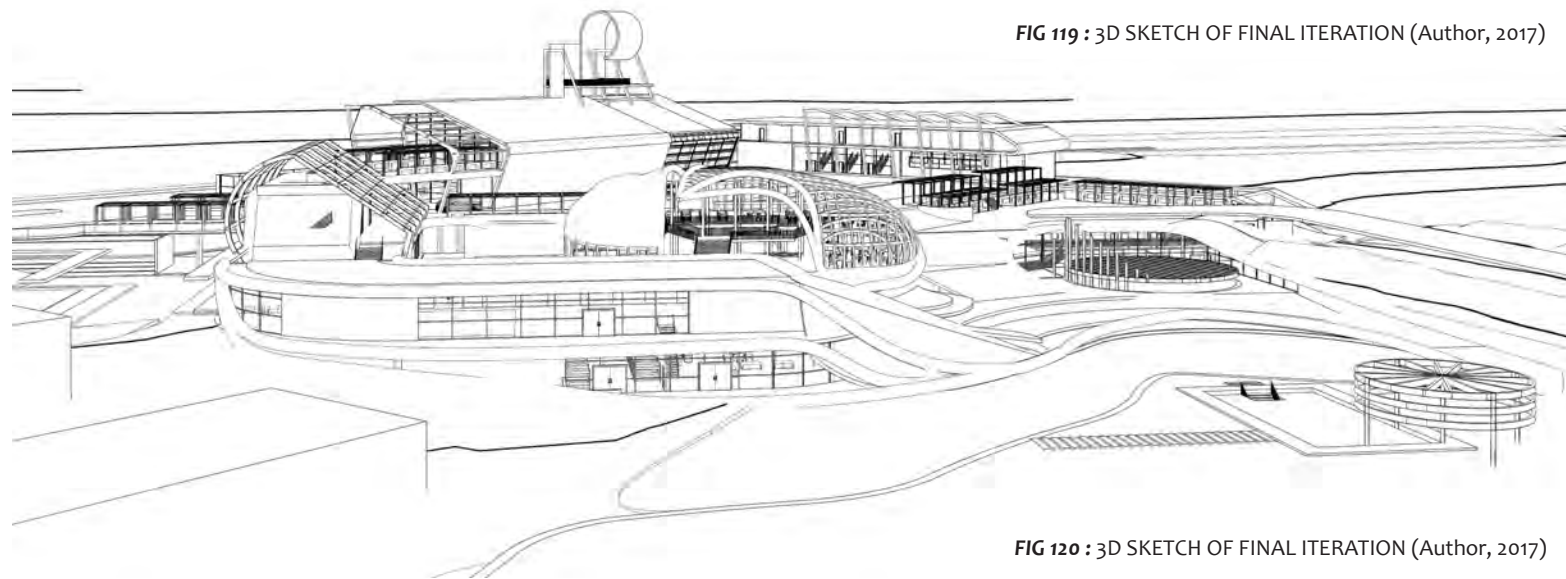 FIG 119 : 3D SKETCH OF FINAL ITERATION (Author, 2017)
FIG 120 : 3D SKETCH OF FINAL ITERATION (Author, 2017)